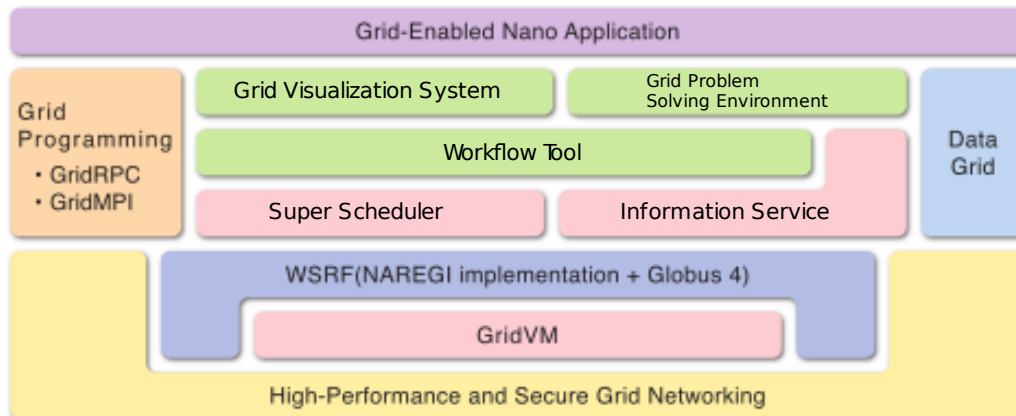 Grid-Enabled Nano Application
Grid
Programming
• GridRPC
• GridMPI
Grid Visualization System
Grid Problem
Solving Environment
Workflow Tool
Super Scheduler
Information Service
Data
Grid
WSRF(NAREGI implementation + Globus 4)
GridVM
High-Performance and Secure Grid Networking